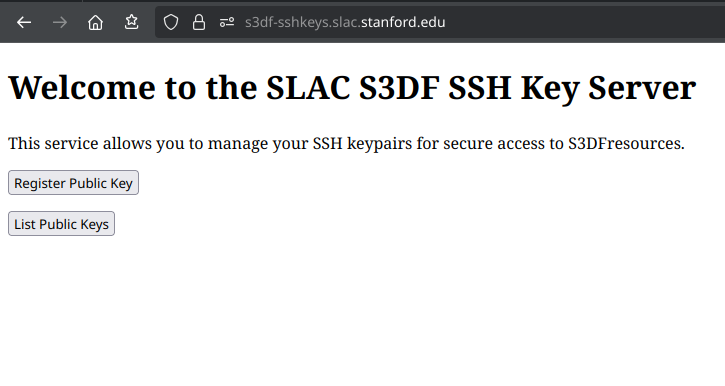 s3df-sshkeys.slac.stanford.edu
Welcome to the SLAC S3DF SSH Key Server
This service allows you to manage your SSH keypairs for secure access to S3DFresources.
Register Public Key
List Public Keys